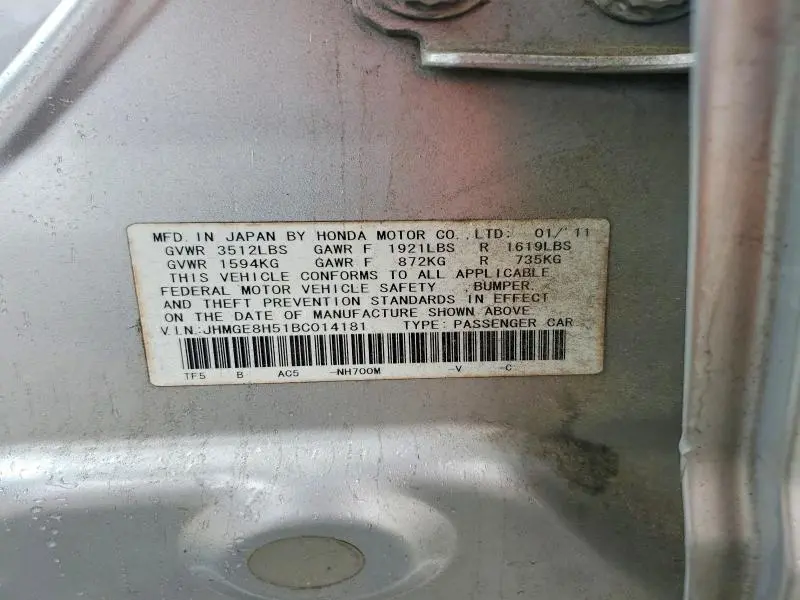 MFD. IN JAPAN BY HONDA MOTOR CO., LTD: 01/'11
GVWR 3512LBS GAWR F 1921LBS R 1619LBS
GVWR 1594KG GAWR F 872KG R 735KG
THIS VEHICLE CONFORMS TO ALL APPLICABLE
FEDERAL MOTOR VEHICLE SAFETY , BUMPER,
AND THEFT PREVENTION STANDARDS IN EFFECT
ON THE DATE OF MANUFACTURE SHOWN ABOVE
V.I.N.:JHMGE8H51BC014181 TYPE: PASSENGER CAR
TF5 B AC5 -NH700M -V -C